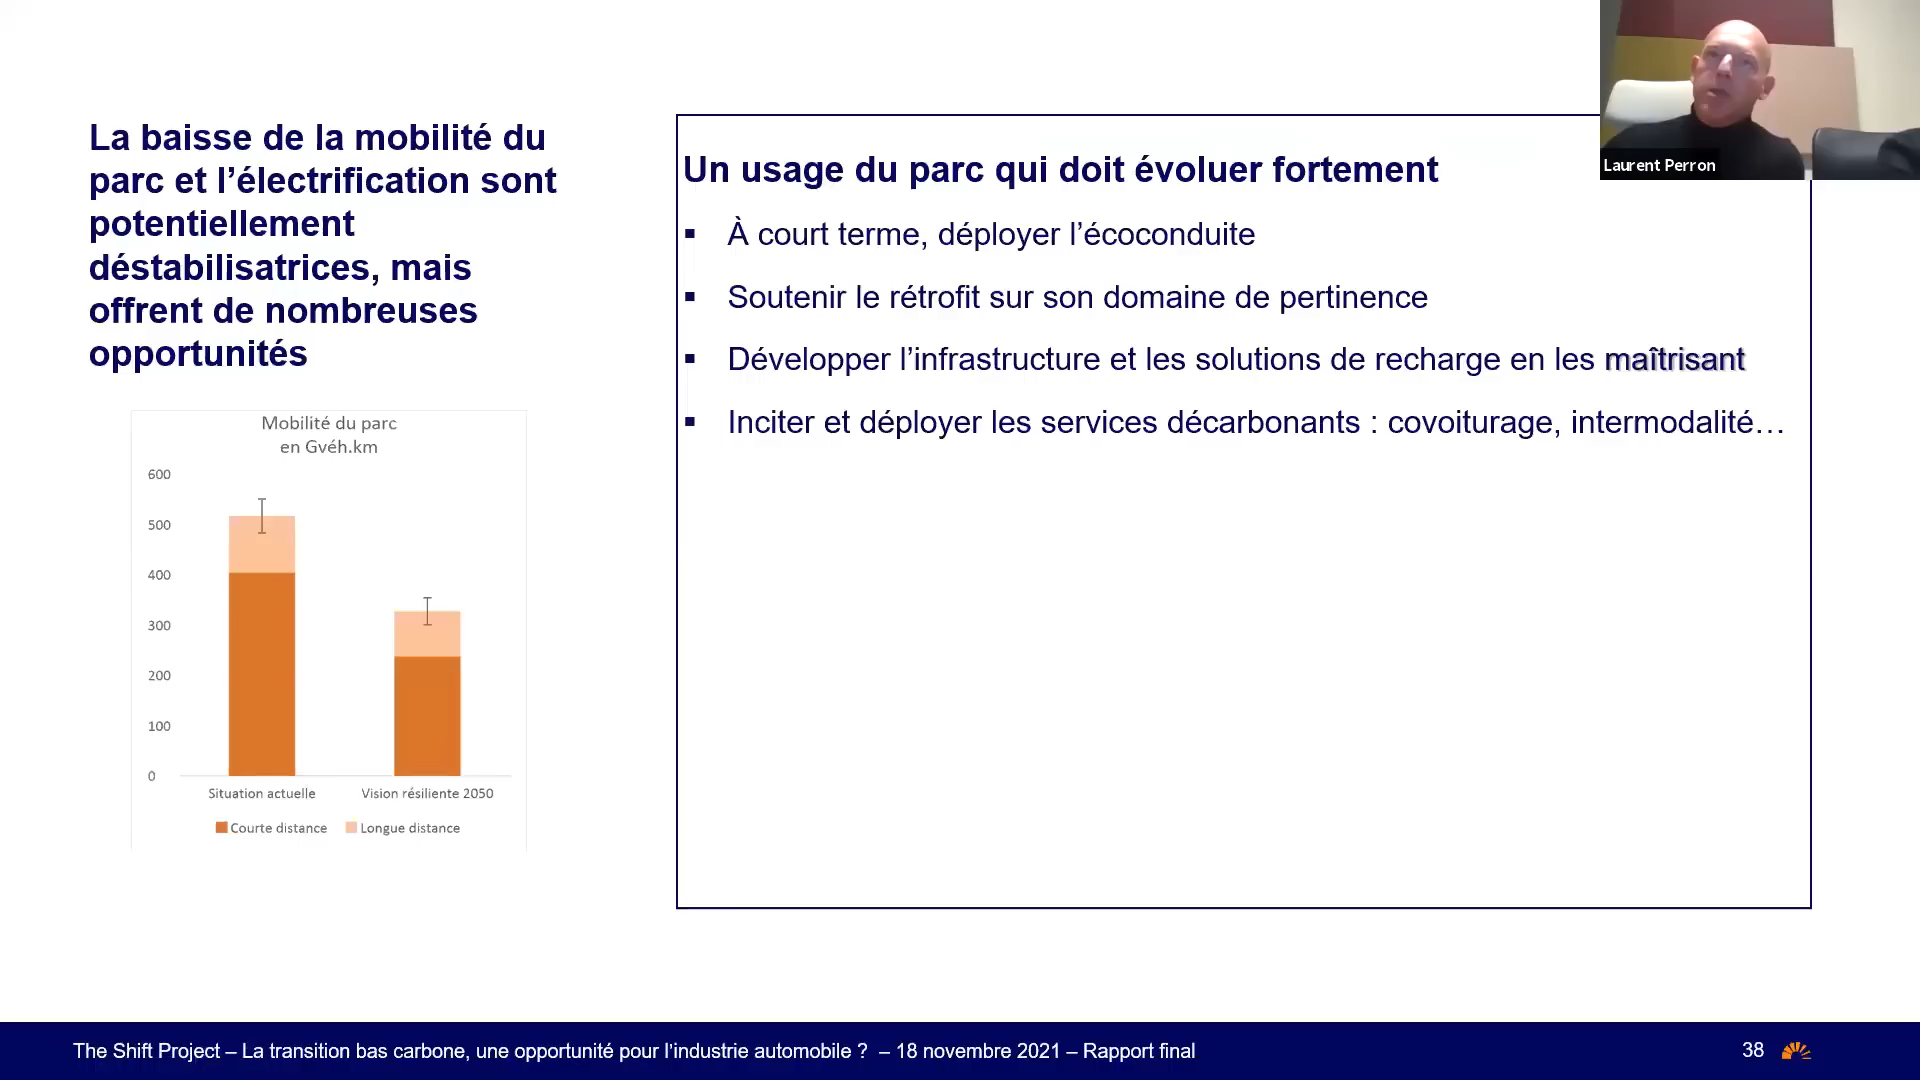 La baisse de la mobilité du
parc et l’électrification sont
potentiellement
déstabilisatrices, mais
offrent de nombreuses
opportunités
Mobilité du parc
en Gvéh.km
600
500
400
300
200
100
0
Situation actuelle
Vision résiliente 2050
Courte distance
Longue distance
Un usage du parc qui doit évoluer fortement
▪ À court terme, déployer l’écoconduite
▪ Soutenir le rétrofit sur son domaine de pertinence
▪ Développer l’infrastructure et les solutions de recharge en les maîtrisant
▪ Inciter et déployer les services décarbonants : covoiturage, intermodalité…
Laurent Perron
The Shift Project – La transition bas carbone, une opportunité pour l’industrie automobile ? – 18 novembre 2021 – Rapport final
38